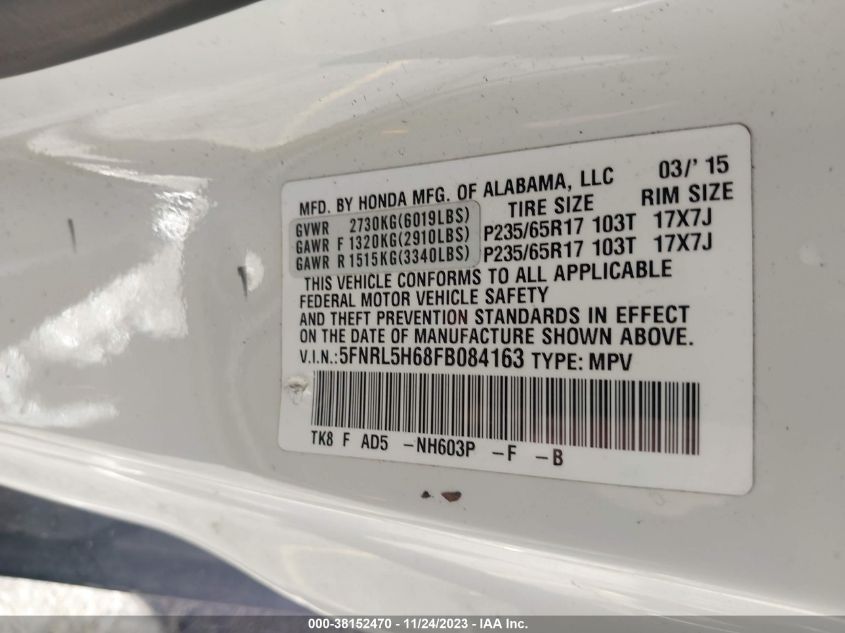 MFD. BY HONDA MFG. OF ALABAMA, LLC 03/' 15
GVWR 2730KG(6019LBS) TIRE SIZE RIM SIZE
GAWR F 1320KG(2910LBS) P235/65R17 103T 17X7J
GAWR R 1515KG(3340LBS) P235/65R17 103T 17X7J
THIS VEHICLE CONFORMS TO ALL APPLICABLE
FEDERAL MOTOR VEHICLE SAFETY
AND THEFT PREVENTION STANDARDS IN EFFECT
ON THE DATE OF MANUFACTURE SHOWN ABOVE.
V.I.N.:5FNRL5H68FB084163 TYPE: MPV
TK8 F AD5 -NH603P -F -B
000-38152470 - 11/24/2023 - IAA Inc.